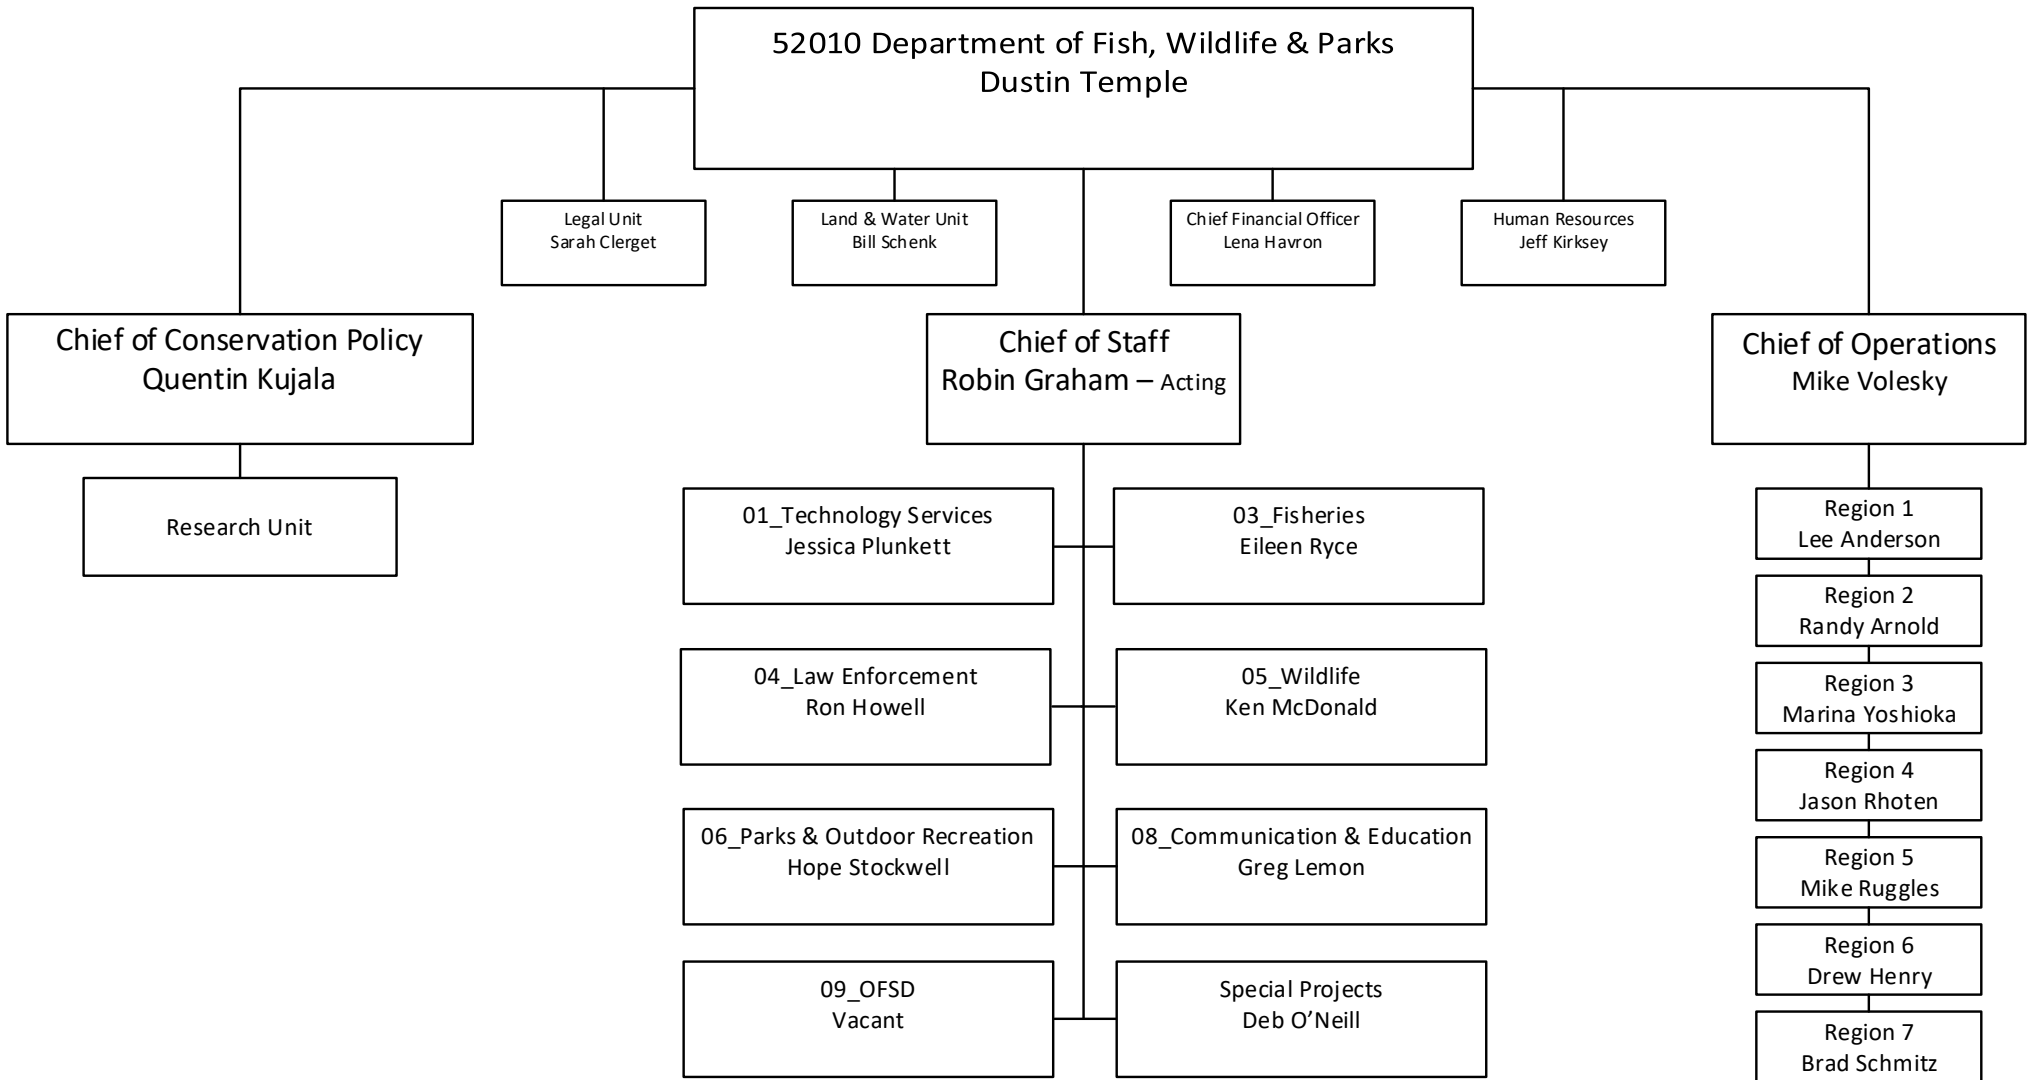 52010 Department of Fish, Wildlife & Parks
Dustin Temple
Legal Unit
Sarah Clerget
Land & Water Unit
Bill Schenk
Chief Financial Officer
Lena Havron
Human Resources
Jeff Kirksey
Chief of Conservation Policy
Quentin Kujala
Chief of Staff
Robin Graham – Acting
Chief of Operations
Mike Volesky
Research Unit
01_Technology Services
Jessica Plunkett
03_Fisheries
Eileen Ryce
04_Law Enforcement
Ron Howell
05_Wildlife
Ken McDonald
06_Parks & Outdoor Recreation
Hope Stockwell
08_Communication & Education
Greg Lemon
09_OFSD
Vacant
Special Projects
Deb O’Neill
Region 1
Lee Anderson
Region 2
Randy Arnold
Region 3
Marina Yoshioka
Region 4
Jason Rhoten
Region 5
Mike Ruggles
Region 6
Drew Henry
Region 7
Brad Schmitz